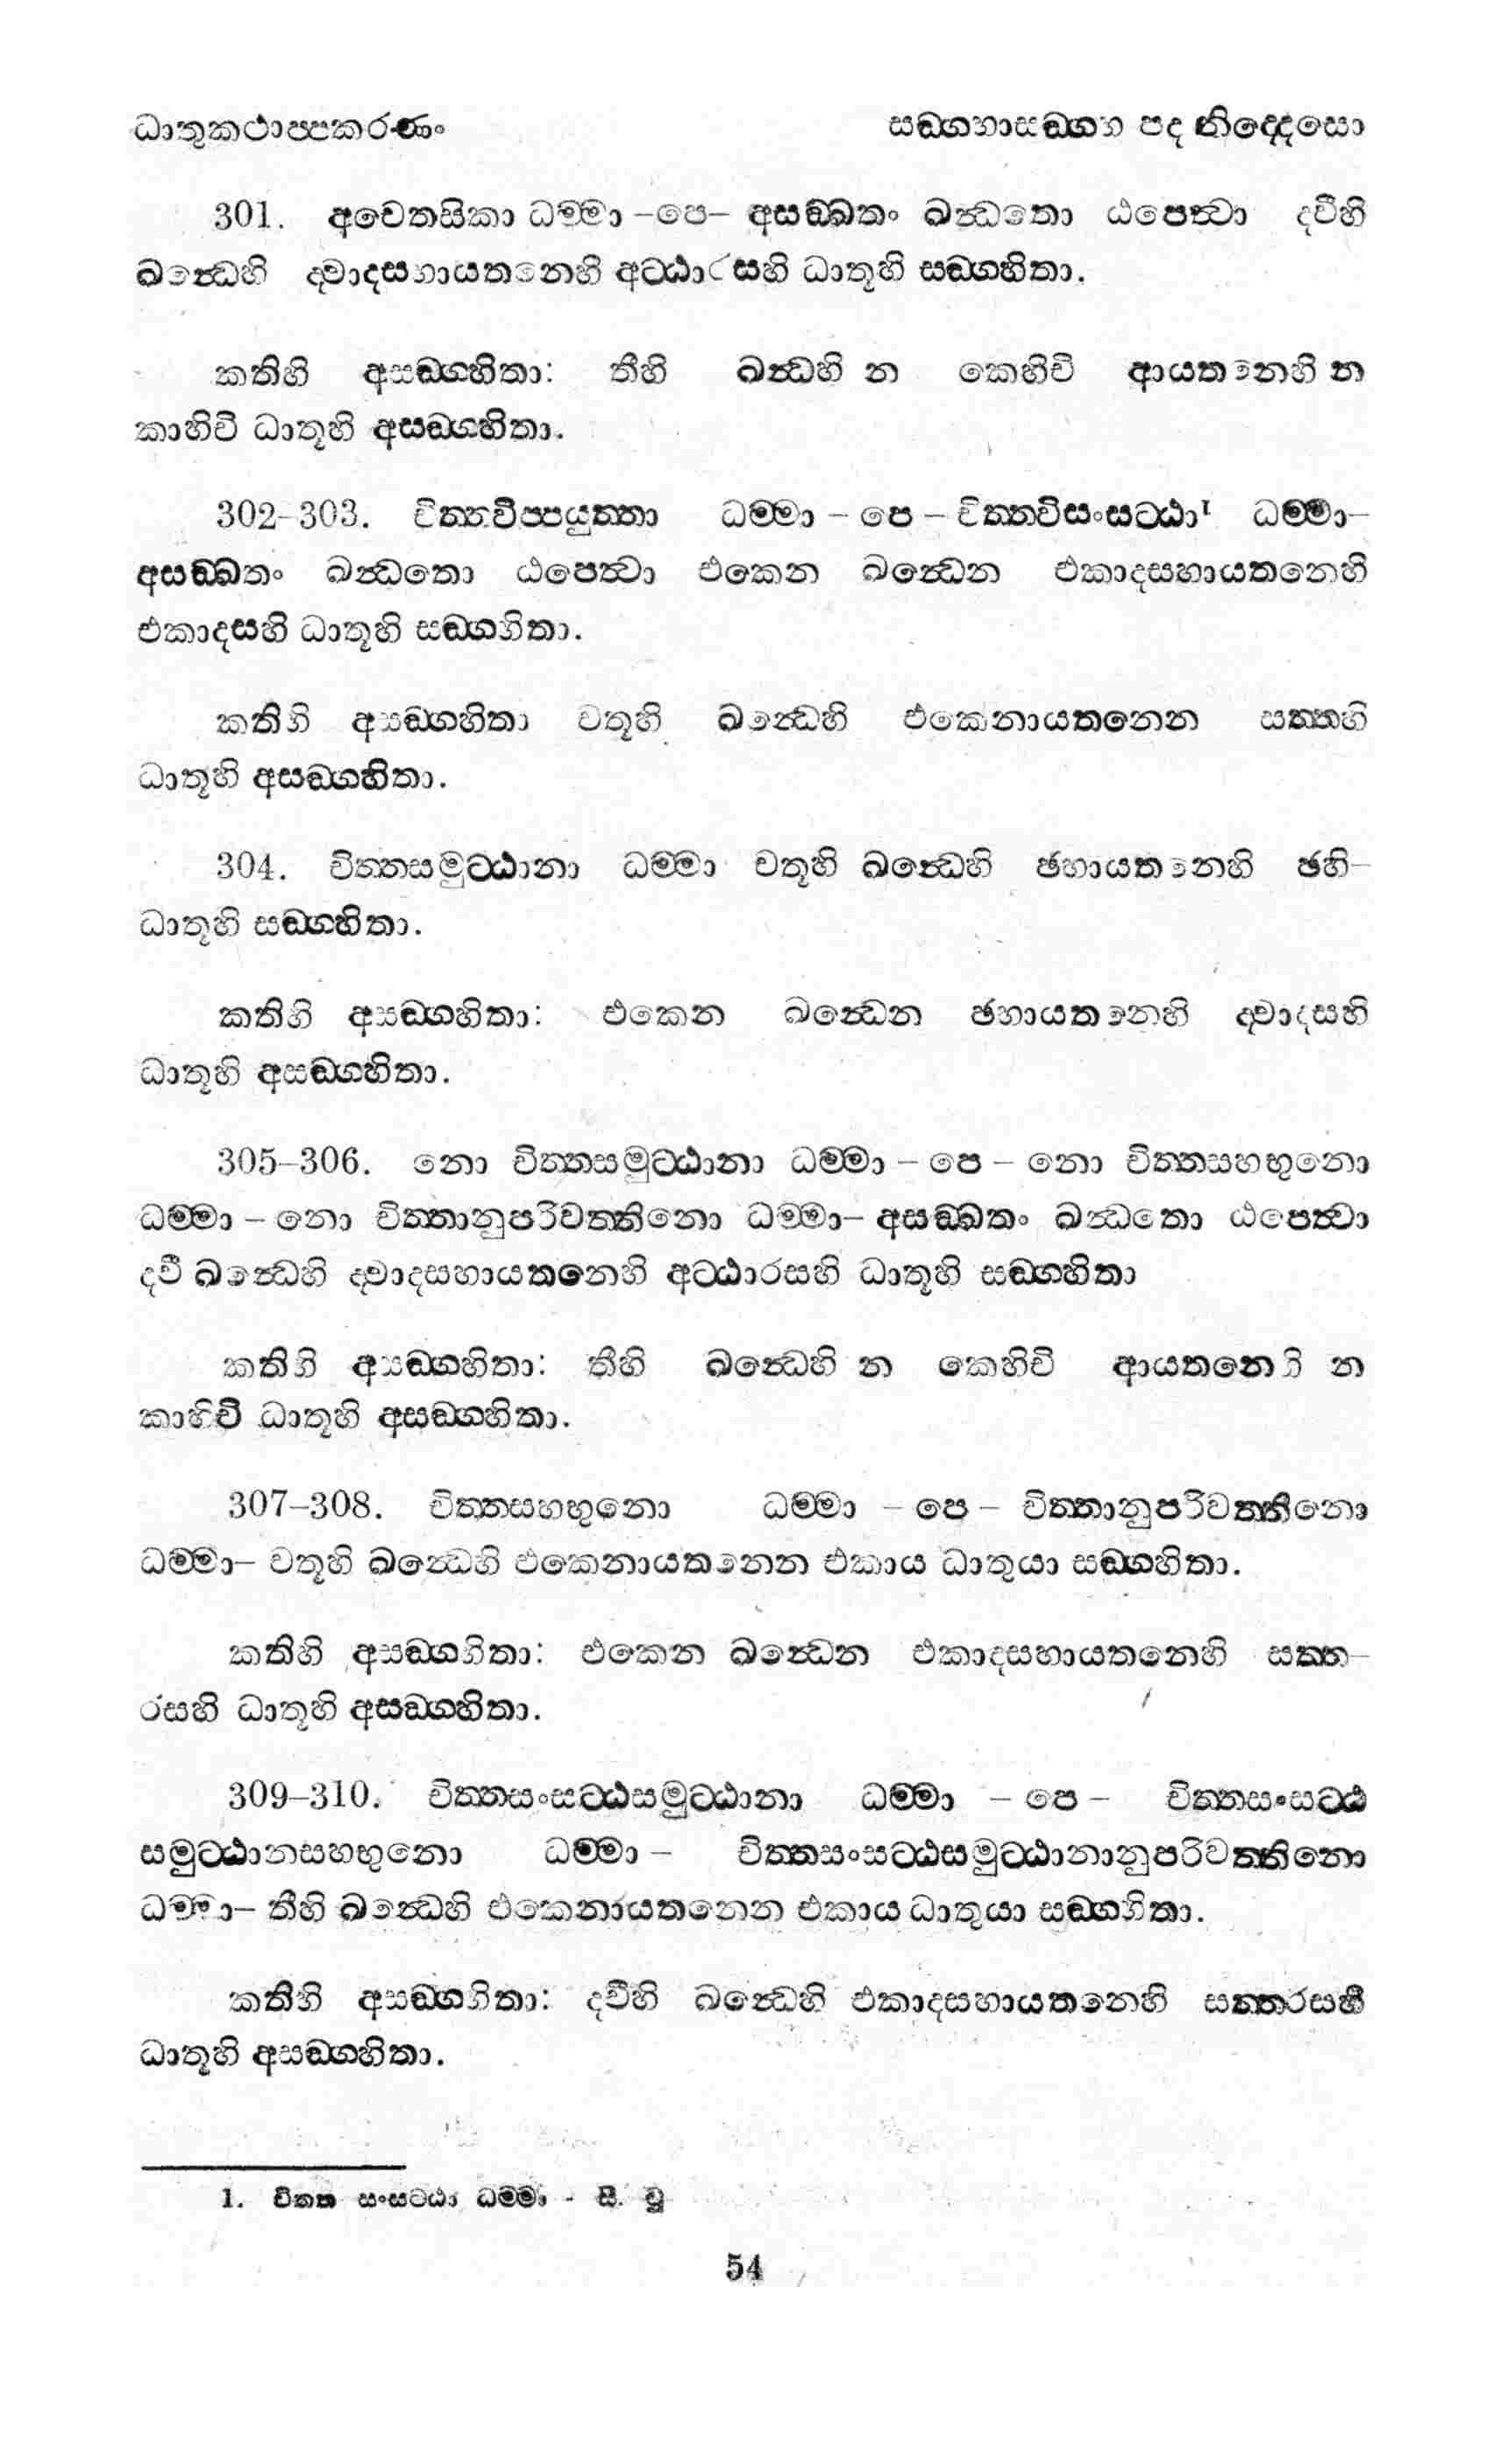 ධාතුකථාප්පකරණං සඞ්ගහාසඞ්ගහ පද නිද්දෙසො
301. අචෙතසිකා ධම්මා -පෙ- අසඞ්ඛතං ඛන්ධතො ඨපෙත්වා ද්වීහි
ඛන්ධෙහි ද්වාදසහායතනෙහි අට්ඨාරසහි ධාතූහි සඞ්ගහිතා.
කතිහි අසඞ්ගහිතා: තීහි ඛන්ධෙහි න කෙහිචි ආයතනෙහි න
කාහිචි ධාතූහි අසඞ්ගහිතා.
302-303. චිත්තවිප්පයුත්තා ධම්මා - පෙ - චිත්තවිසංසට්ඨා¹ ධම්මා-
අසඞ්ඛතං ඛන්ධතො ඨපෙත්වා එකෙන ඛන්ධෙන එකාදසහායතනෙහි
එකාදසහි ධාතූහි සඞ්ගහිතා.
කතිහි අසඞ්ගහිතා චතූහි ඛන්ධෙහි එකෙනායතනෙන සත්තහි
ධාතූහි අසඞ්ගහිතා.
304. චිත්තසමුට්ඨානා ධම්මා චතූහි ඛන්ධෙහි ඡහායතනෙහි ඡහි-
ධාතූහි සඞ්ගහිතා.
කතිහි අසඞ්ගහිතා: එකෙන ඛන්ධෙන ඡහායතනෙහි ද්වාදසහි
ධාතූහි අසඞ්ගහිතා.
305-306. නො චිත්තසමුට්ඨානා ධම්මා - පෙ - නො චිත්තසහභුනො
ධම්මා - නො චිත්තානුපරිවත්තිනො ධම්මා- අසඞ්ඛතං ඛන්ධතො ඨපෙත්වා
ද්වී ඛන්ධෙහි ද්වාදසහායතනෙහි අට්ඨාරසහි ධාතූහි සඞ්ගහිතා
කතිහි අසඞ්ගහිතා: තීහි ඛන්ධෙහි න කෙහිචි ආයතනෙහි න
කාහිචි ධාතූහි අසඞ්ගහිතා.
307-308. චිත්තසහභුනො ධම්මා - පෙ - චිත්තානුපරිවත්තිනො
ධම්මා- චතූහි ඛන්ධෙහි එකෙනායතනෙන එකාය ධාතුයා සඞ්ගහිතා.
කතිහි අසඞ්ගහිතා: එකෙන ඛන්ධෙන එකාදසහායතනෙහි සත්ත-
රසහි ධාතූහි අසඞ්ගහිතා.
309-310. චිත්තසංසට්ඨසමුට්ඨානා ධම්මා - පෙ - චිත්තසංසට්ඨ
සමුට්ඨානසහභුනො ධම්මා - චිත්තසංසට්ඨසමුට්ඨානානුපරිවත්තිනො
ධම්මා- තීහි ඛන්ධෙහි එකෙනායතනෙන එකාය ධාතුයා සඞ්ගහිතා.
කතිහි අසඞ්ගහිතා: ද්වීහි ඛන්ධෙහි එකාදසහායතනෙහි සත්තරසහි
ධාතූහි අසඞ්ගහිතා.
1. චිත්ත සංසට්ඨා ධම්මා - සී. මු
54